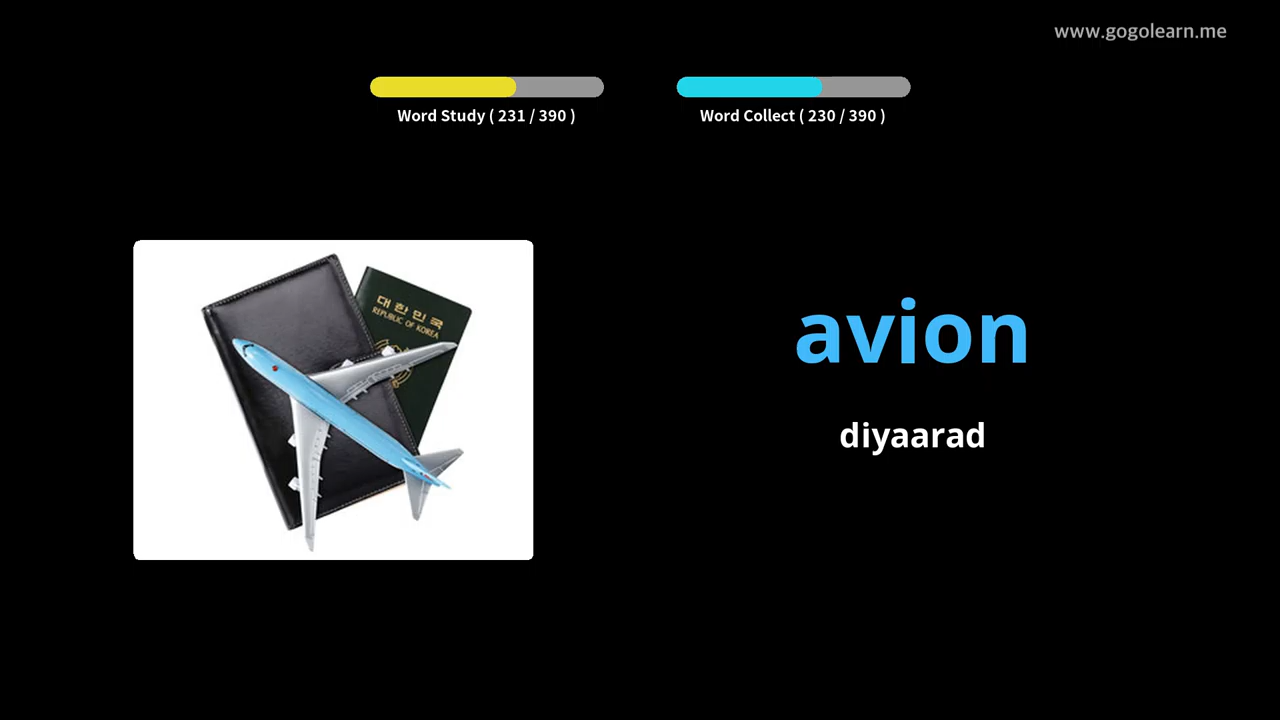 www.gogolearn.me
Word Study ( 231 / 390 )
Word Collect ( 230 / 390 )
대한민국
REPUBLIC OF KOREA
avion
diyaarad